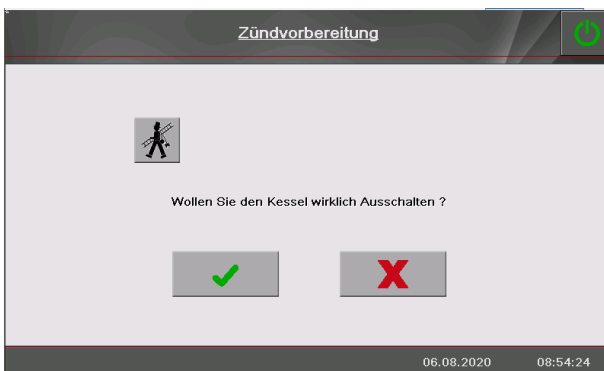 Zündvorbereitung
Wollen Sie den Kessel wirklich Ausschalten ?
06.08.2020 08:54:24